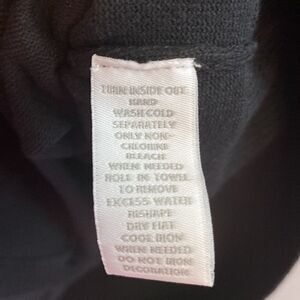 TURN INSIDE OUT
HAND
WASH COLD
SEPARATELY
ONLY NON-
CHLORINE
BLEACH
WHEN NEEDED
ROLL IN TOWEL
TO REMOVE
EXCESS WATER
RESHAPE
DRY FLAT
COOL IRON
WHEN NEEDED
DO NOT IRON
DECORATION